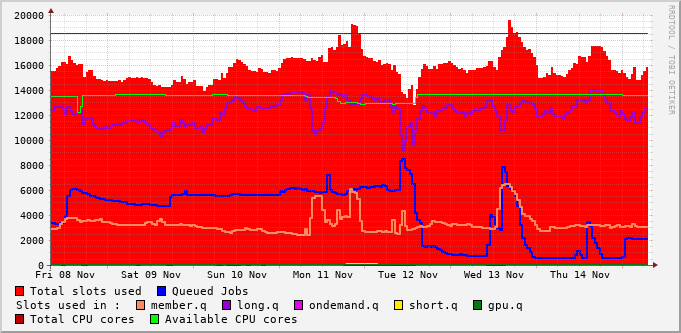 20000
18000
16000
14000
12000
10000
8000
6000
4000
2000
0
Fri 08 Nov Sat 09 Nov Sun 10 Nov Mon 11 Nov Tue 12 Nov Wed 13 Nov Thu 14 Nov
Total slots used Queued Jobs
Slots used in : member.q long.q ondemand.q short.q gpu.q
Total CPU cores Available CPU cores
RRDTOOL / TOBI OETIKER